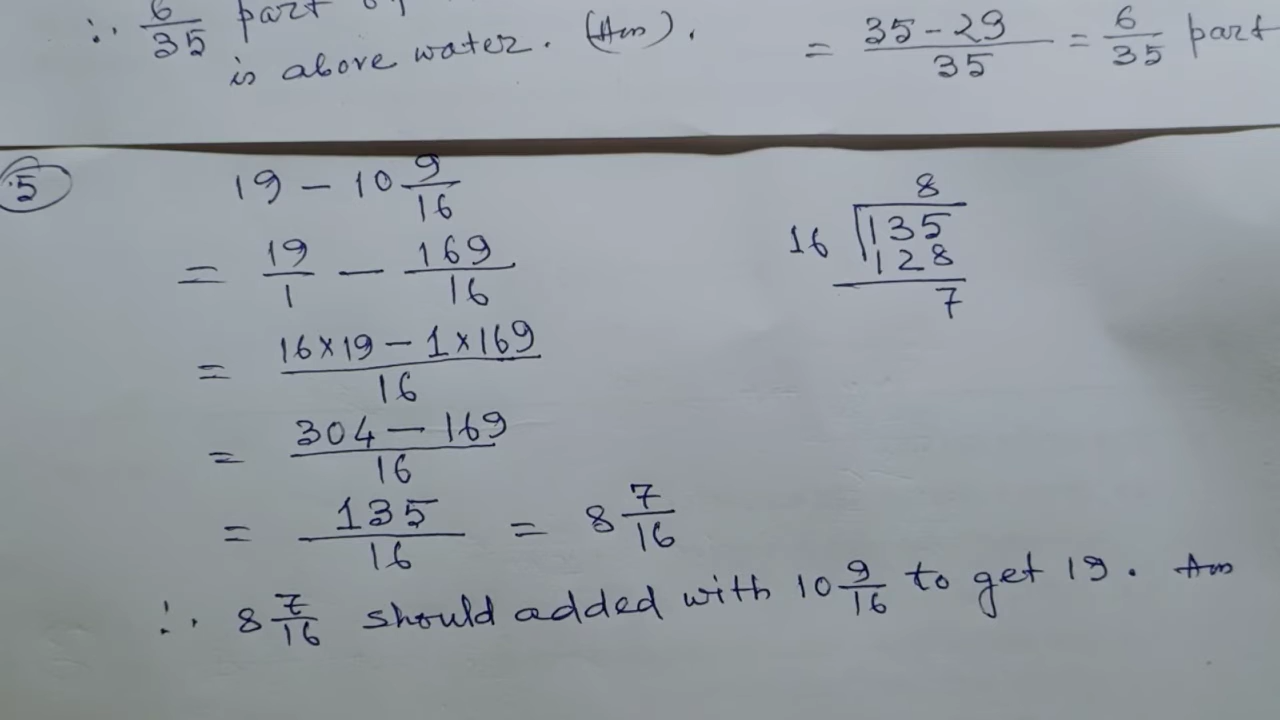 ∴ 6/35 part
is above water. (Ans).
= 35-29/35 = 6/35 part
5
19 - 10 9/16
= 19/1 - 169/16
= 16×19 - 1×169/16
= 304 - 169/16
= 135/16 = 8 7/16
8
16 135
128
7
∴ 8 7/16 should added with 10 9/16 to get 19. Ans